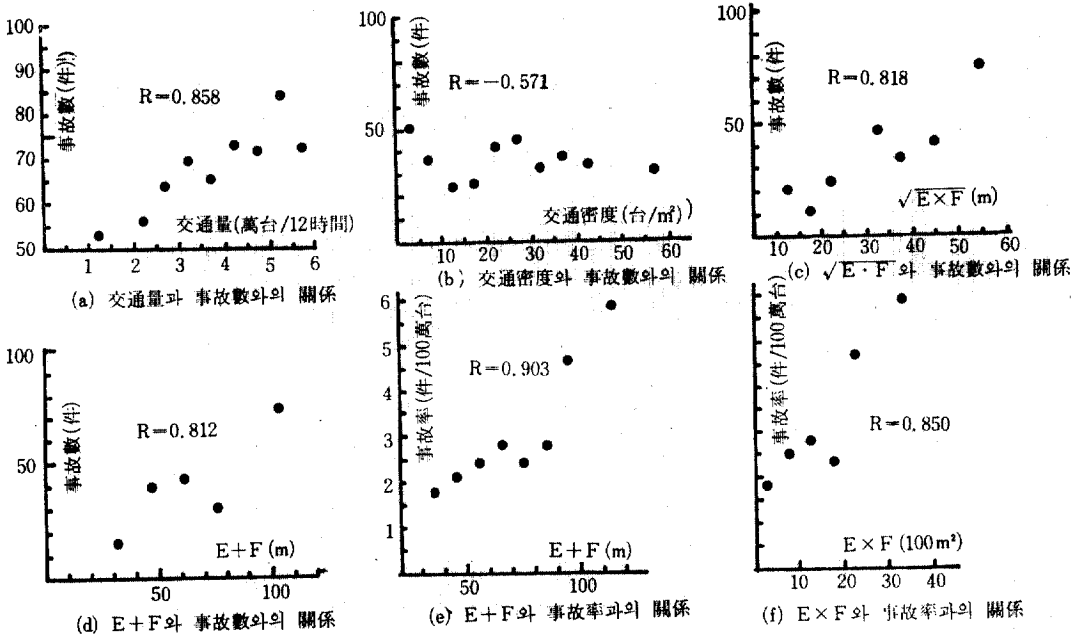 100
90
85
80
70
60
50
事故數(件)
R=0.858
交通量(萬台/12時間)
1 2 3 4 5 6
(a) 交通量과 事故數와의 關係
100
50
事故數(件)
R=-0.571
交通密度(台/m²)
0 10 20 30 40 50 60
(b) 交通密度와 事故數와의 關係
100
50
0
事故數(件)
R=0.818
√E×F (m)
10 20 30 40 50 60
(c) √E·F 와 事故數와의 關係
100
50
事故數(件)
R=0.812
E+F (m)
50 100
(d) E+F와 事故數와의 關係
6
5
4
3
2
1
事故率(件/100萬台)
R=0.903
E+F (m)
50 100
(e) E+F와 事故率과의 關係
事故率(件/100萬台)
R=0.850
E×F (100m²)
10 20 30 40
(f) E×F와 事故率과의 關係